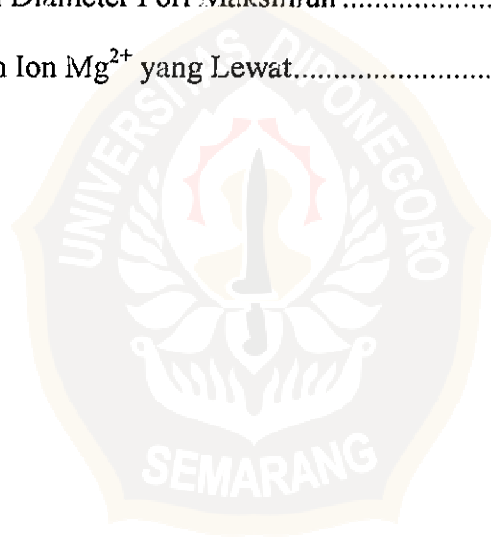 Diameter Pori Maksimum....................
n Ion Mg²⁺ yang Lewat........................
UNIVERSITAS DIPONEGORO
SEMARANG